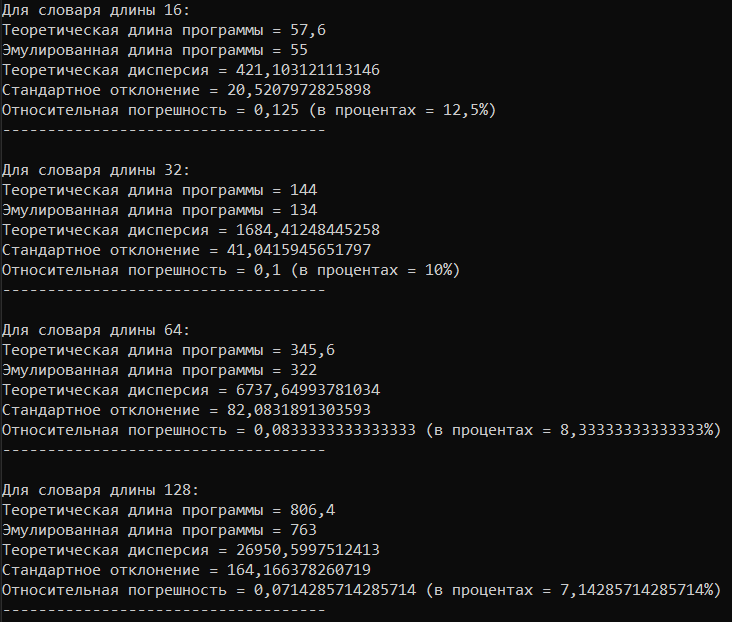 Для словаря длины 16:
Теоретическая длина программы = 57,6
Эмулированная длина программы = 55
Теоретическая дисперсия = 421,103121113146
Стандартное отклонение = 20,5207972825898
Относительная погрешность = 0,125 (в процентах = 12,5%)
------------------------------------
Для словаря длины 32:
Теоретическая длина программы = 144
Эмулированная длина программы = 134
Теоретическая дисперсия = 1684,41248445258
Стандартное отклонение = 41,0415945651797
Относительная погрешность = 0,1 (в процентах = 10%)
------------------------------------
Для словаря длины 64:
Теоретическая длина программы = 345,6
Эмулированная длина программы = 322
Теоретическая дисперсия = 6737,64993781034
Стандартное отклонение = 82,0831891303593
Относительная погрешность = 0,0833333333333333 (в процентах = 8,33333333333333%)
------------------------------------
Для словаря длины 128:
Теоретическая длина программы = 806,4
Эмулированная длина программы = 763
Теоретическая дисперсия = 26950,5997512413
Стандартное отклонение = 164,166378260719
Относительная погрешность = 0,0714285714285714 (в процентах = 7,14285714285714%)
------------------------------------